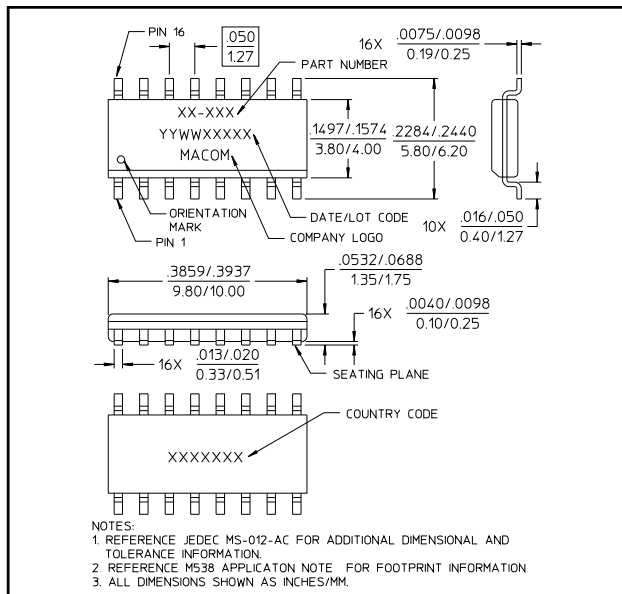 PIN 16
.050
1.27
PART NUMBER
16X .0075/.0098
0.19/0.25
XX-XXX
YYWWXXXXX
MACOM
.1497/.1574
3.80/4.00
.2284/.2440
5.80/6.20
ORIENTATION
MARK
PIN 1
DATE/LOT CODE
COMPANY LOGO
10X .016/.050
0.40/1.27
.3859/.3937
9.80/10.00
.0532/.0688
1.35/1.75
16X .0040/.0098
0.10/0.25
16X .013/.020
0.33/0.51
SEATING PLANE
XXXXXXX
COUNTRY CODE
NOTES:
1. REFERENCE JEDEC MS-012-AC FOR ADDITIONAL DIMENSIONAL AND
TOLERANCE INFORMATION.
2. REFERENCE M538 APPLICATON NOTE FOR FOOTPRINT INFORMATION
3. ALL DIMENSIONS SHOWN AS INCHES/MM.